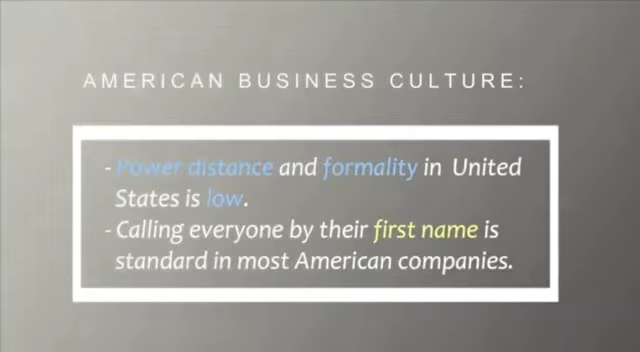 AMERICAN BUSINESS CULTURE:
- Power distance and formality in United
States is low.
- Calling everyone by their first name is
standard in most American companies.